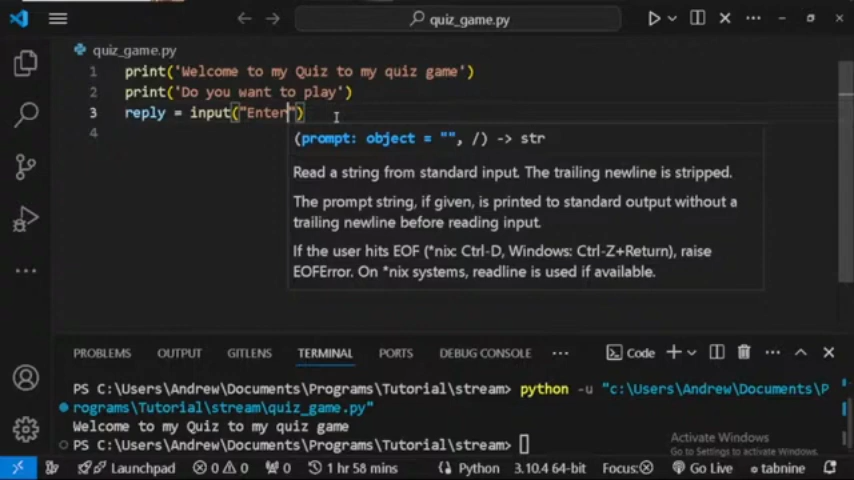 quiz_game.py
quiz_game.py
1 print('Welcome to my Quiz to my quiz game')
2 print('Do you want to play')
3 reply = input("Enter")
4
(prompt: object = "", /) -> str
Read a string from standard input. The trailing newline is stripped.
The prompt string, if given, is printed to standard output without a
trailing newline before reading input.
If the user hits EOF (*nix: Ctrl-D, Windows: Ctrl-Z+Return), raise
EOFError. On *nix systems, readline is used if available.
PROBLEMS OUTPUT GITLENS TERMINAL PORTS DEBUG CONSOLE ... Code
PS C:\Users\Andrew\Documents\Programs\Tutorial\stream> python -u "c:\Users\Andrew\Documents\P
rograms\Tutorial\stream\quiz_game.py"
Welcome to my Quiz to my quiz game
PS C:\Users\Andrew\Documents\Programs\Tutorial\stream>
Activate Windows
Go to Settings to activate Windows.
Launchpad 0 0 0 1 hr 58 mins Python 3.10.4 64-bit Focus: Go Live tabnine